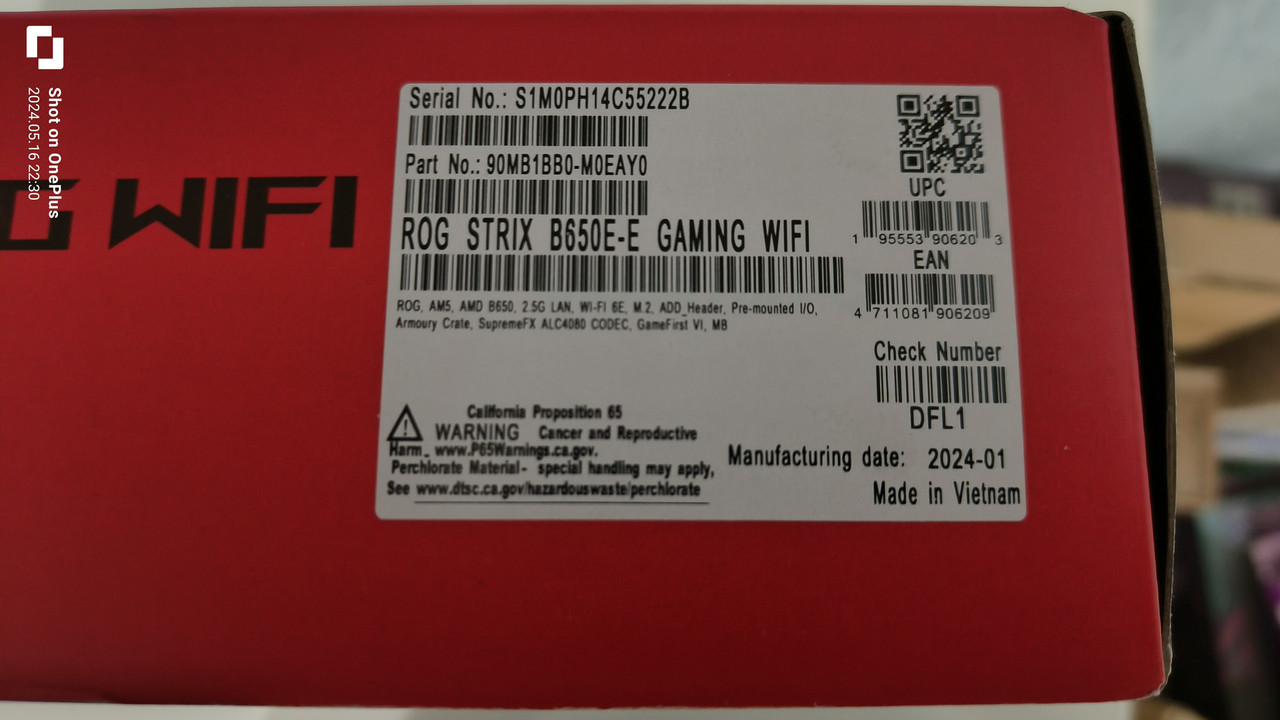 Shot on OnePlus
2024.05.16 22:30
G WIFI
Serial No.: S1M0PH14C55222B
Part No.: 90MB1BB0-M0EAY0
ROG STRIX B650E-E GAMING WIFI
ROG, AM5, AMD B650, 2.5G LAN, WI-FI 6E, M.2, ADD_Header, Pre-mounted I/O,
Armoury Crate, SupremeFX ALC4080 CODEC, GameFirst VI, MB
UPC
1 95553 90620 3
EAN
4 711081 906209
Check Number
DFL1
California Proposition 65
WARNING Cancer and Reproductive
Harm_ www.P65Warnings.ca.gov.
Perchlorate Material- special handling may apply,
See www.dtsc.ca.gov/hazardouswaste/perchlorate
Manufacturing date: 2024-01
Made in Vietnam